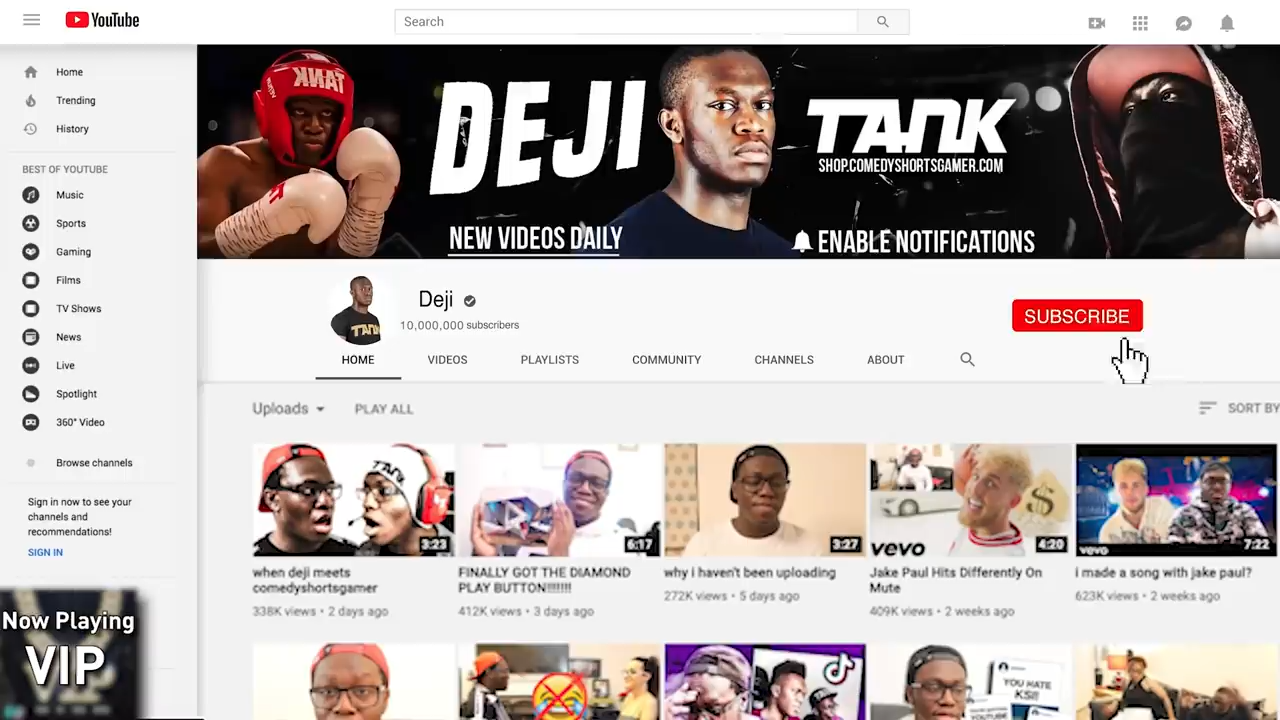 YouTube
Search
Home
Trending
History
BEST OF YOUTUBE
Music
Sports
Gaming
Films
TV Shows
News
Live
Spotlight
360° Video
Browse channels
Sign in now to see your
channels and
recommendations!
SIGN IN
Now Playing
VIP
TANK
DEJI
TANK
SHOP.COMEDYSHORTSGAMER.COM
NEW VIDEOS DAILY
ENABLE NOTIFICATIONS
TANK
Deji
10,000,000 subscribers
SUBSCRIBE
HOME VIDEOS PLAYLISTS COMMUNITY CHANNELS ABOUT
Uploads PLAY ALL SORT BY
TANK
3:23
6:17
3:27
vevo 4:20
vevo 7:22
when deji meets
comedyshortsgamer
338K views • 2 days ago
FINALLY GOT THE DIAMOND
PLAY BUTTON!!!!!!!
412K views • 3 days ago
why i haven't been uploading
272K views • 5 days ago
Jake Paul Hits Differently On
Mute
409K views • 2 weeks ago
i made a song with jake paul?
623K views • 2 weeks ago
YOU HATE
KSI!